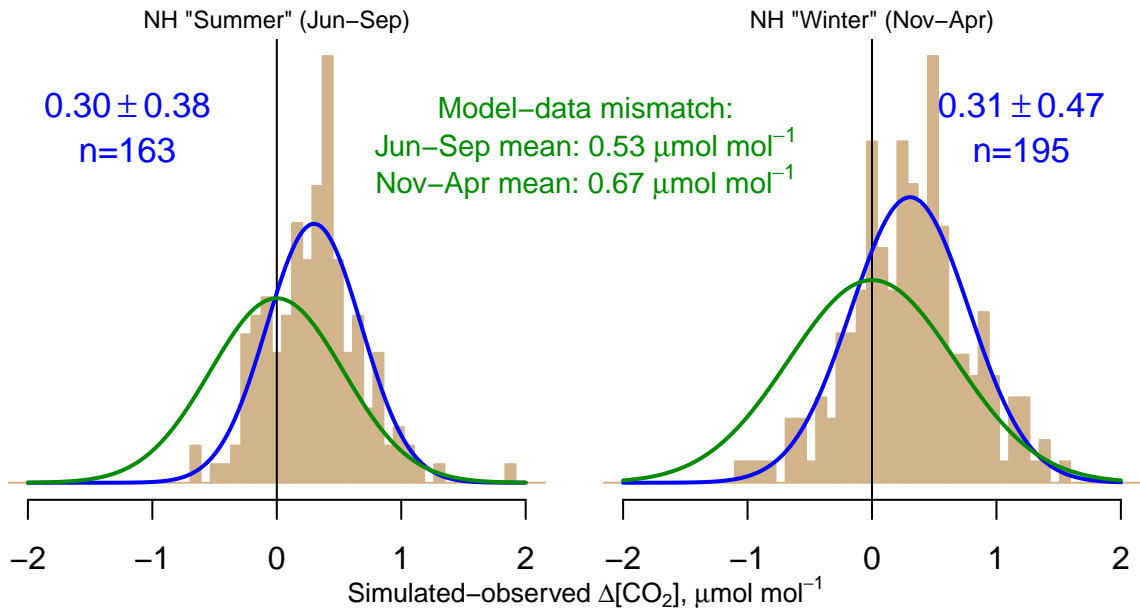 NH "Summer" (Jun−Sep)
0.30 ± 0.38
n=163
Model−data mismatch:
Jun−Sep mean: 0.53 μmol mol⁻¹
Nov−Apr mean: 0.67 μmol mol⁻¹
NH "Winter" (Nov−Apr)
0.31 ± 0.47
n=195
−2 −1 0 1 2
−2 −1 0 1 2
Simulated−observed Δ[CO₂], μmol mol⁻¹